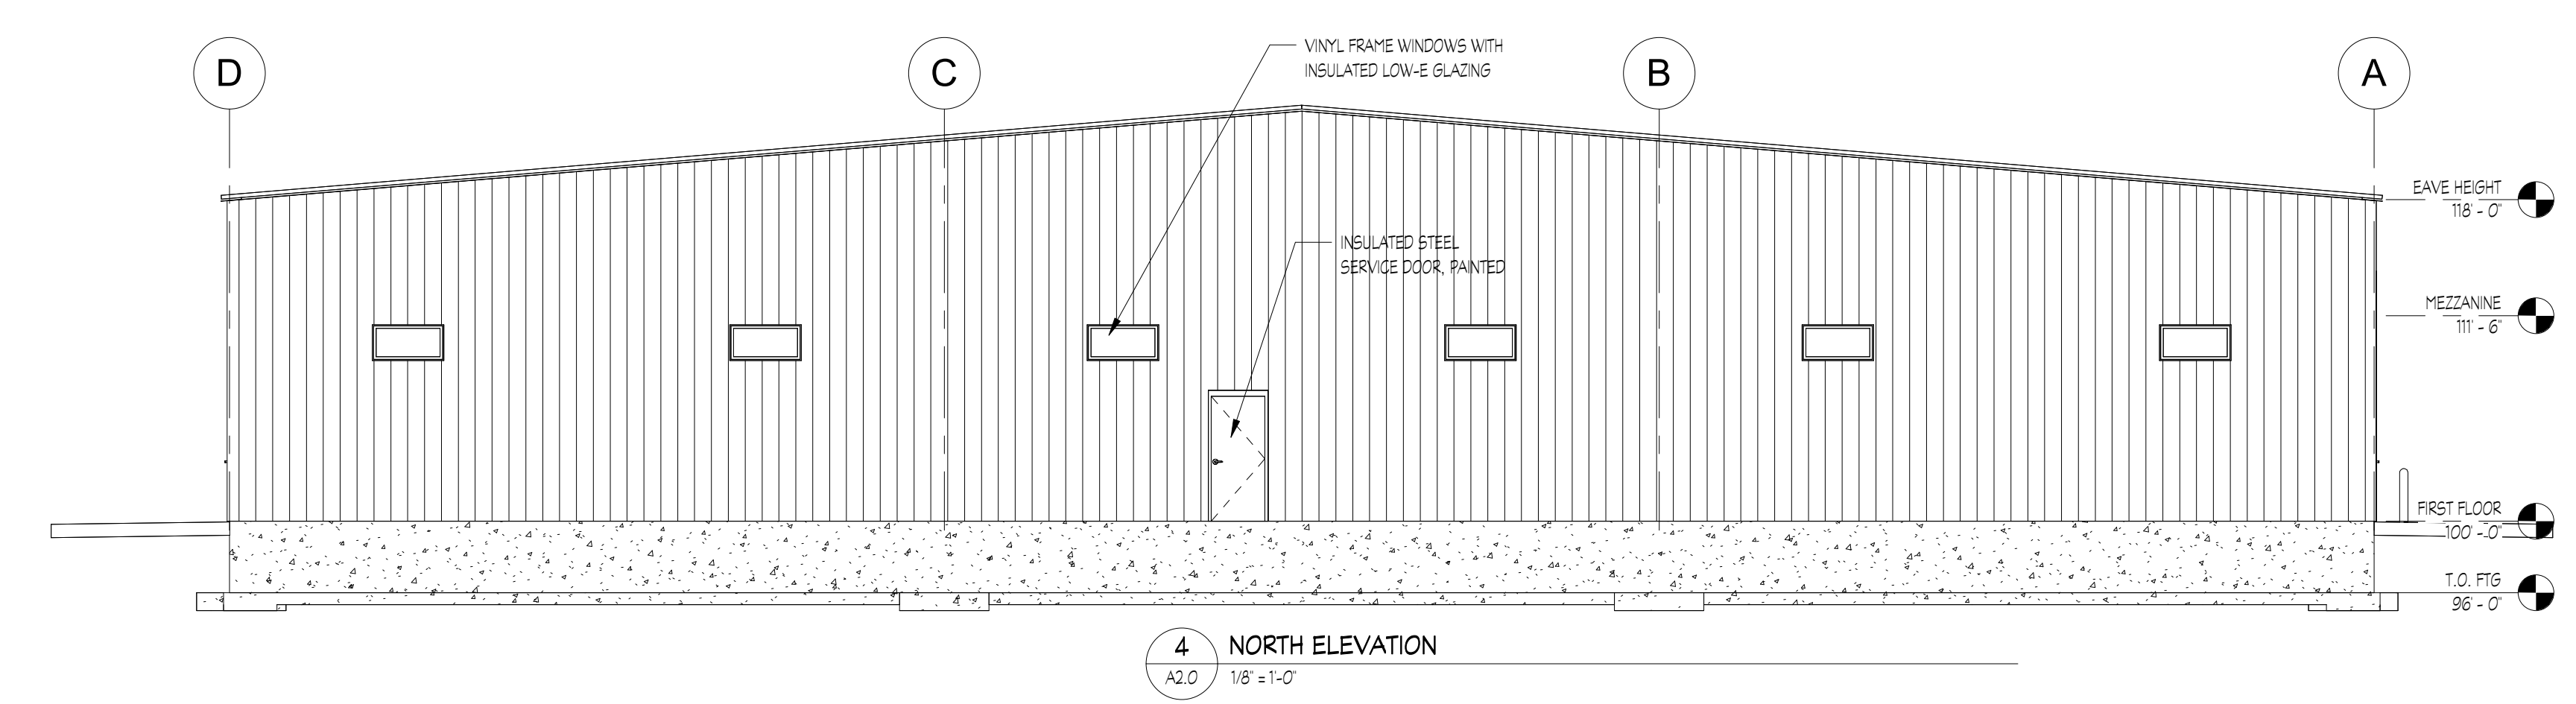 D
C
B
A
VINYL FRAME WINDOWS WITH
INSULATED LOW-E GLAZING
EAVE HEIGHT
118' - 0"
INSULATED STEEL
SERVICE DOOR, PAINTED
MEZZANINE
111' - 6"
FIRST FLOOR
100' - 0"
T.O. FTG
96' - 0"
4
NORTH ELEVATION
A2.0
1/8" = 1'-0"